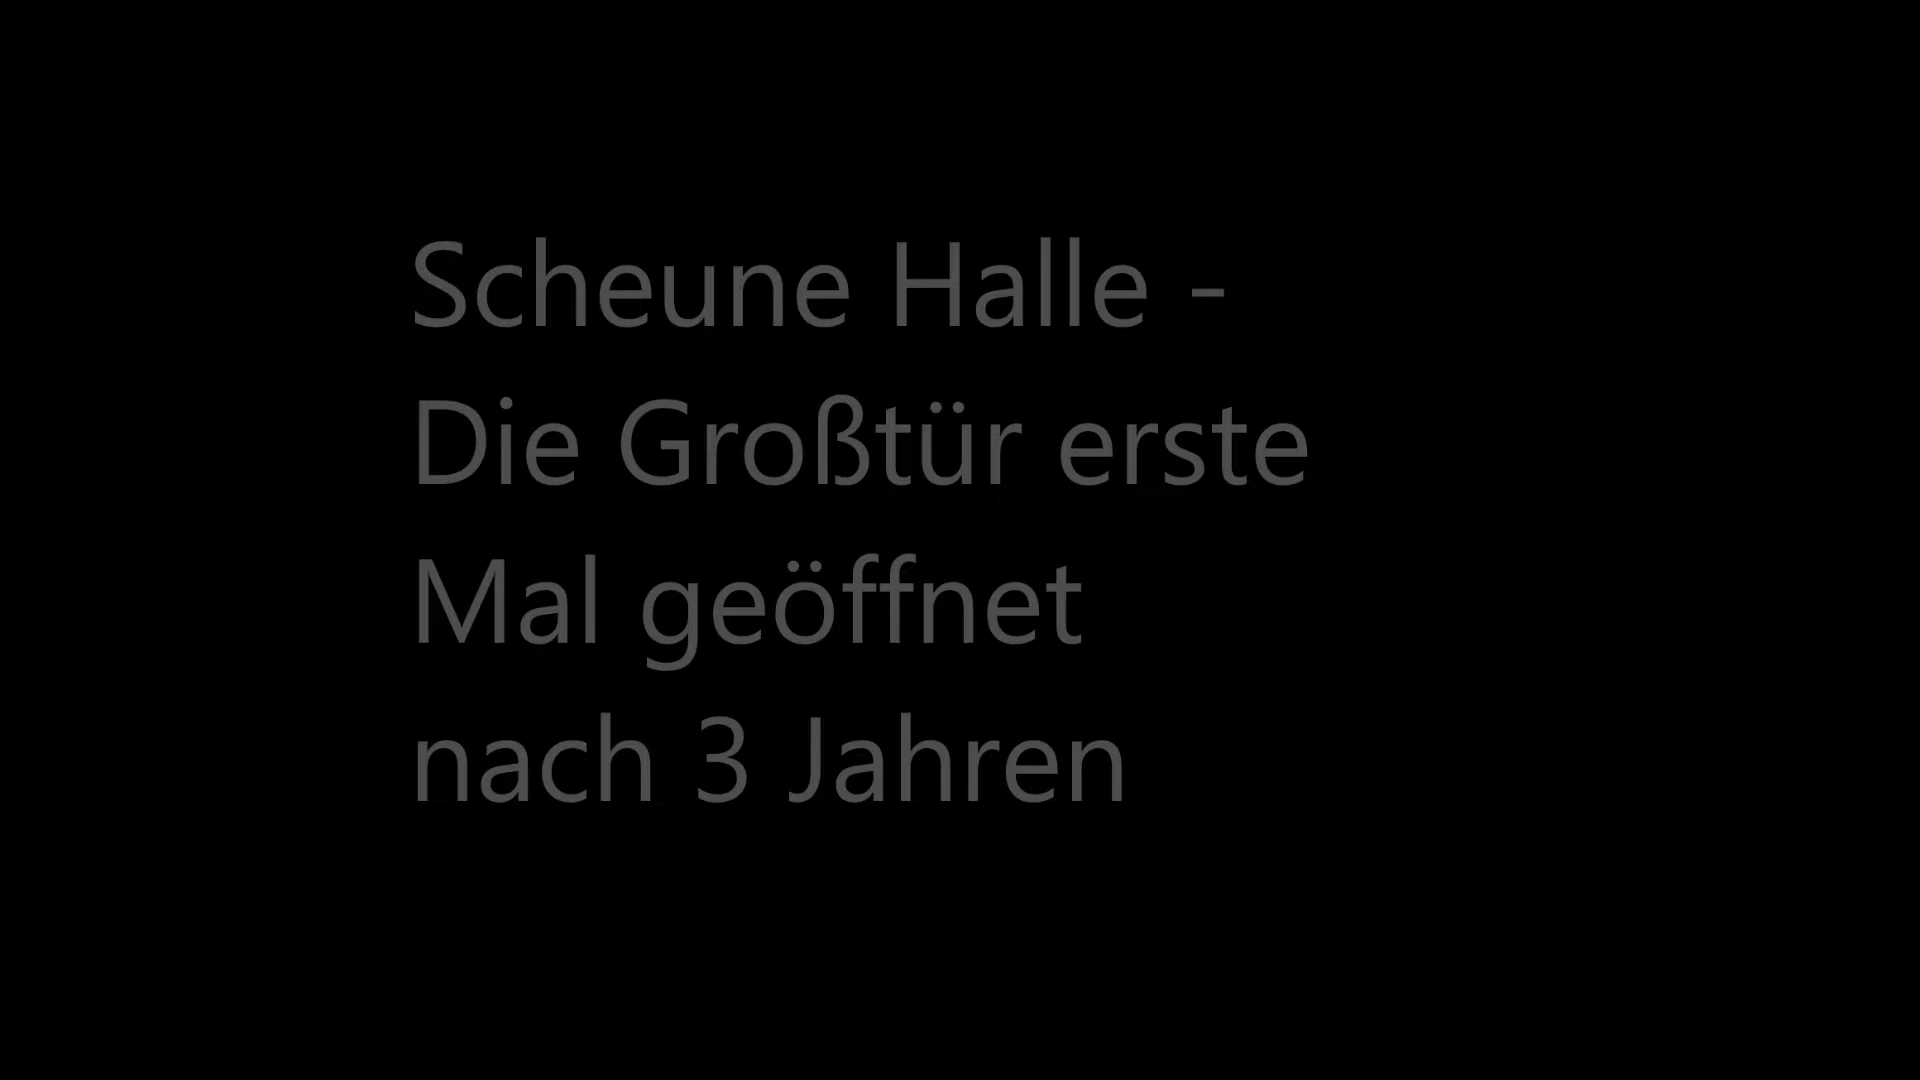 Scheune Halle -
Die Großtür erste
Mal geöffnet
nach 3 Jahren